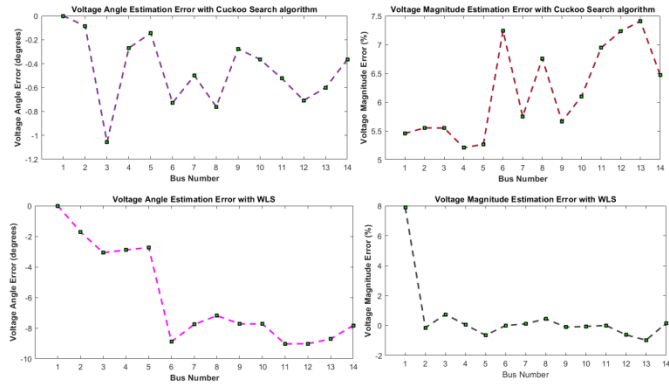 Voltage Angle Estimation Error with Cuckoo Search algorithm
Voltage Angle Error (degrees)
-0
-0.2
-0.4
-0.6
-0.8
-1
-1.2
1 2 3 4 5 6 7 8 9 10 11 12 13 14
Bus Number
Voltage Magnitude Estimation Error with Cuckoo Search algorithm
Voltage Magnitude Error (%)
7.5
7
6.5
6
5.5
5
1 2 3 4 5 6 7 8 9 10 11 12 13 14
Bus Number
Voltage Angle Estimation Error with WLS
Voltage Angle Error (degrees)
0
-2
-4
-6
-8
-10
1 2 3 4 5 6 7 8 9 10 11 12 13 14
Bus Number
Voltage Magnitude Estimation Error with WLS
Voltage Magnitude Error (%)
8
6
4
2
0
-2
1 2 3 4 5 6 7 8 9 10 11 12 13 14
Bus Number